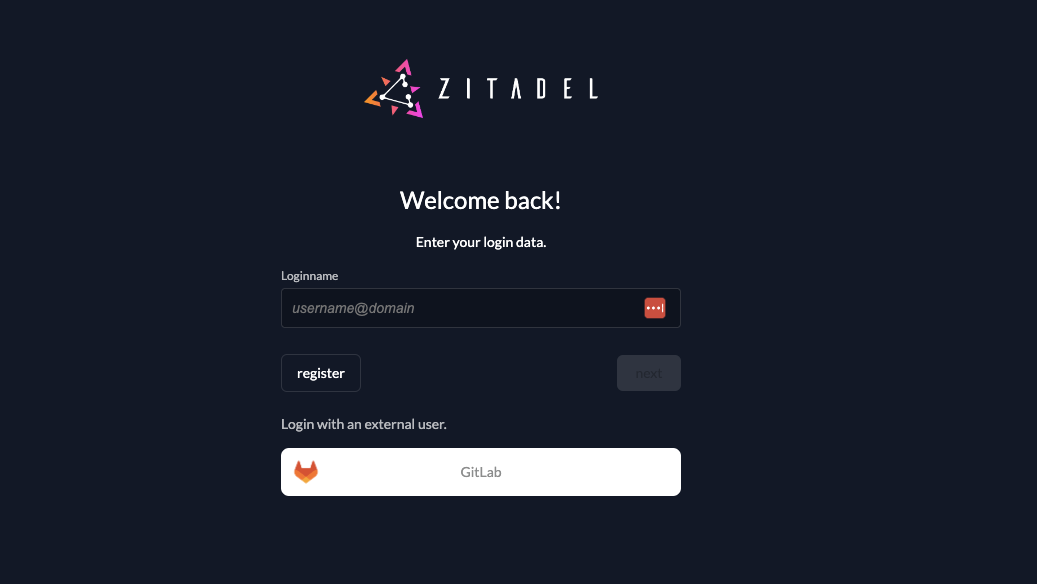 ZITADEL
Welcome back!
Enter your login data.
Loginname
username@domain
register
next
Login with an external user.
GitLab